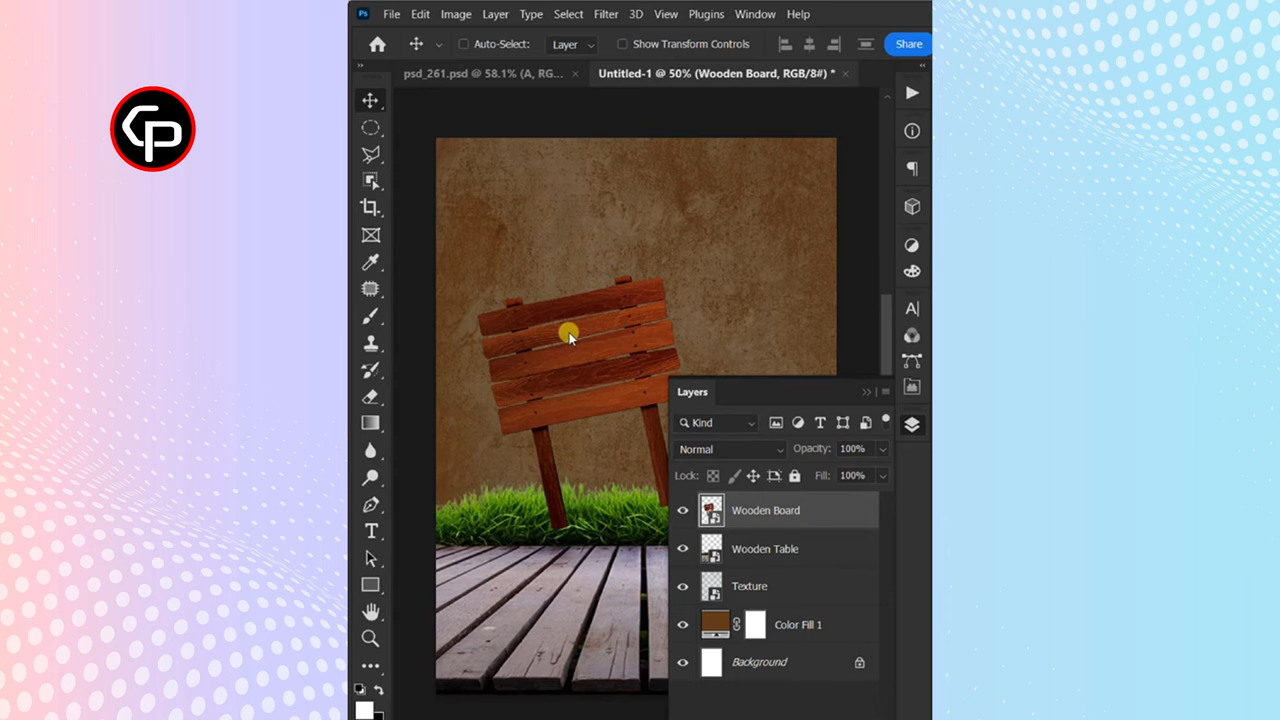 CP
Ps File Edit Image Layer Type Select Filter 3D View Plugins Window Help
Auto-Select: Layer Show Transform Controls Share
psd_261.psd @ 58.1% (A, RG... × Untitled-1 @ 50% (Wooden Board, RGB/8#) * ×
Layers
Kind
Normal Opacity: 100%
Lock: Fill: 100%
Wooden Board
Wooden Table
Texture
Color Fill 1
Background